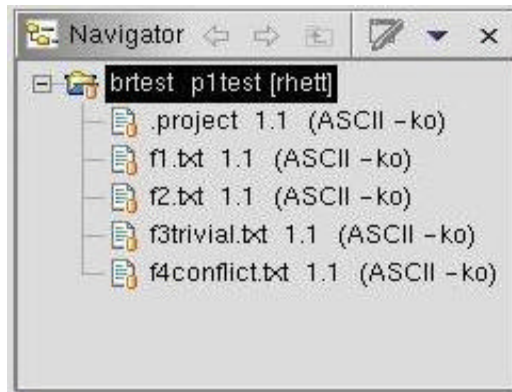 Navigator
brtest p1test [rhett]
.project 1.1 (ASCII -ko)
f1.txt 1.1 (ASCII -ko)
f2.txt 1.1 (ASCII -ko)
f3trivial.txt 1.1 (ASCII -ko)
f4conflict.txt 1.1 (ASCII -ko)